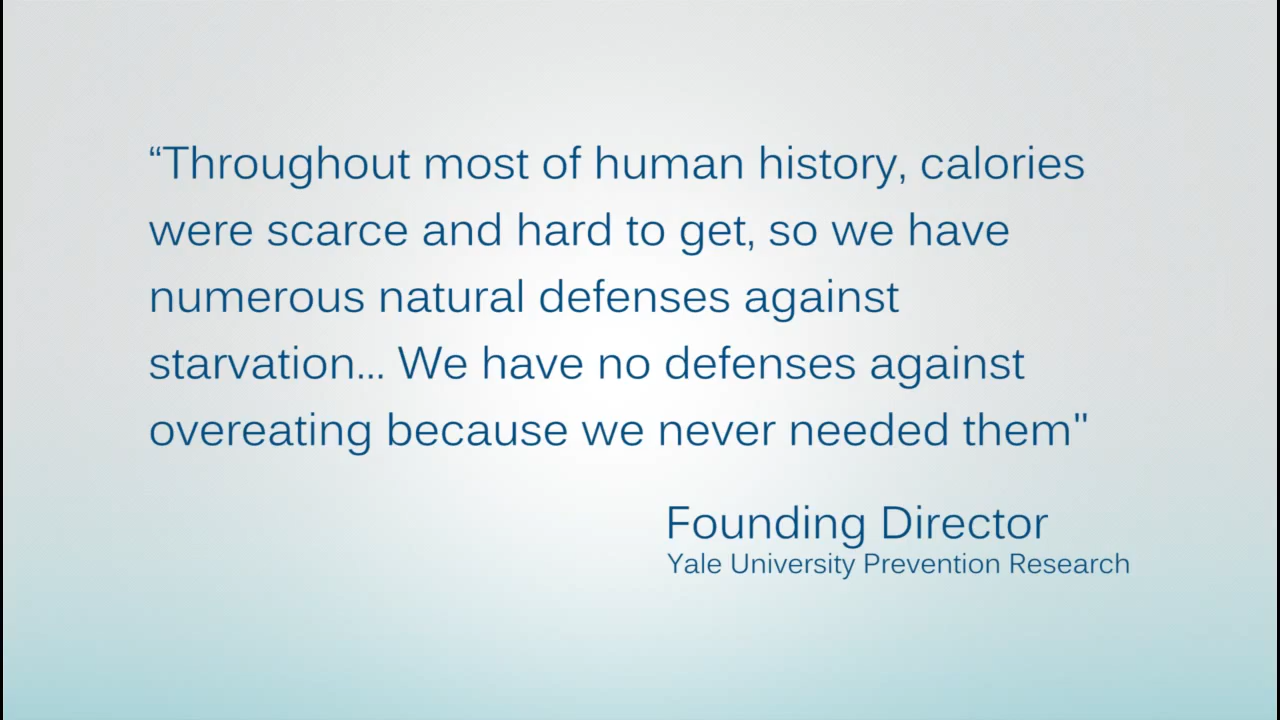 “Throughout most of human history, calories
were scarce and hard to get, so we have
numerous natural defenses against
starvation... We have no defenses against
overeating because we never needed them"
Founding Director
Yale University Prevention Research